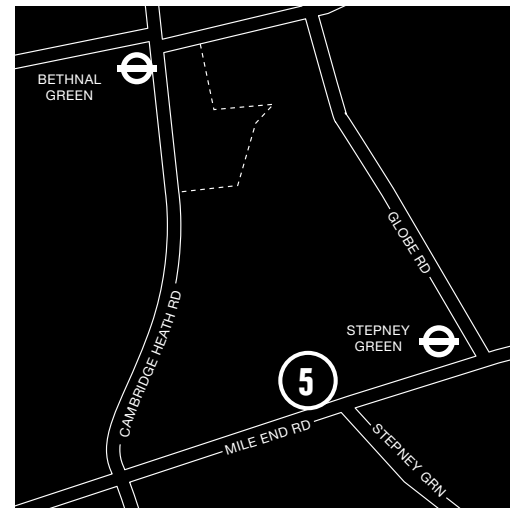 BETHNAL
GREEN
GLOBE RD
CAMBRIDGE HEATH RD
STEPNEY
GREEN
5
MILE END RD
STEPNEY GRN